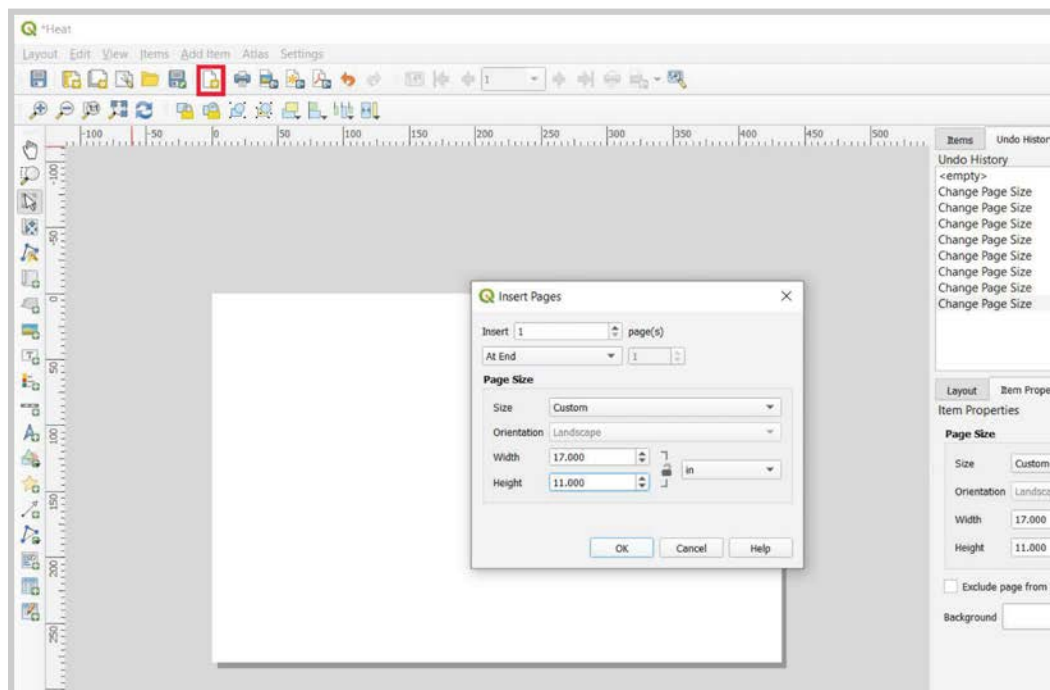 *Heat
Layout Edit View Items Add Item Atlas Settings
1
-100 -50 0 50 100 150 200 250 300 350 400 450 500
-100
-50
0
50
100
150
200
250
Items Undo Histor
Undo History
<empty>
Change Page Size
Change Page Size
Change Page Size
Change Page Size
Change Page Size
Change Page Size
Change Page Size
Change Page Size
Insert Pages
Insert 1 page(s)
At End 1
Page Size
Size Custom
Orientation Landscape
Width 17.000
in
Height 11.000
OK Cancel Help
Layout Item Prope
Item Properties
Page Size
Size Custom
Orientation Landsca
Width 17.000
Height 11.000
Exclude page from
Background